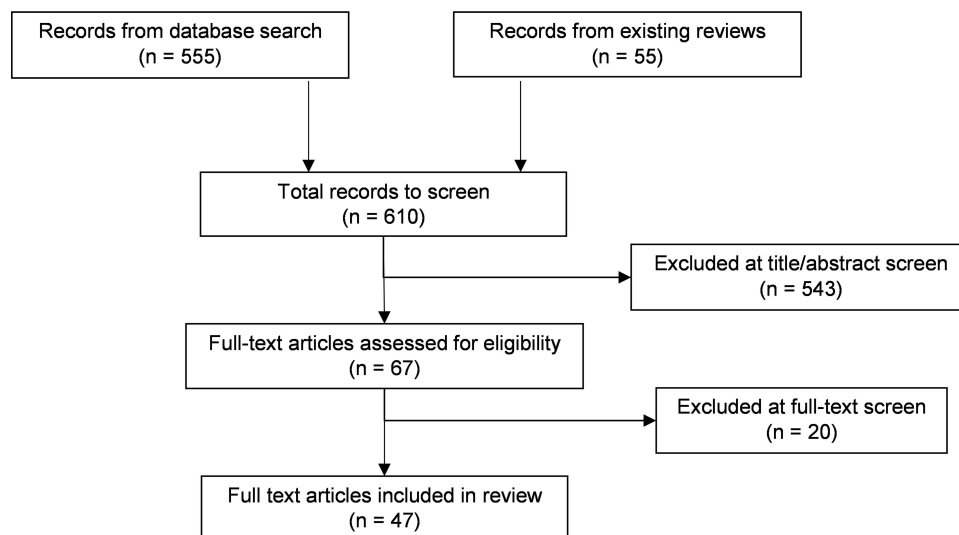 Records from database search
(n = 555)
Records from existing reviews
(n = 55)
Total records to screen
(n = 610)
Excluded at title/abstract screen
(n = 543)
Full-text articles assessed for eligibility
(n = 67)
Excluded at full-text screen
(n = 20)
Full text articles included in review
(n = 47)